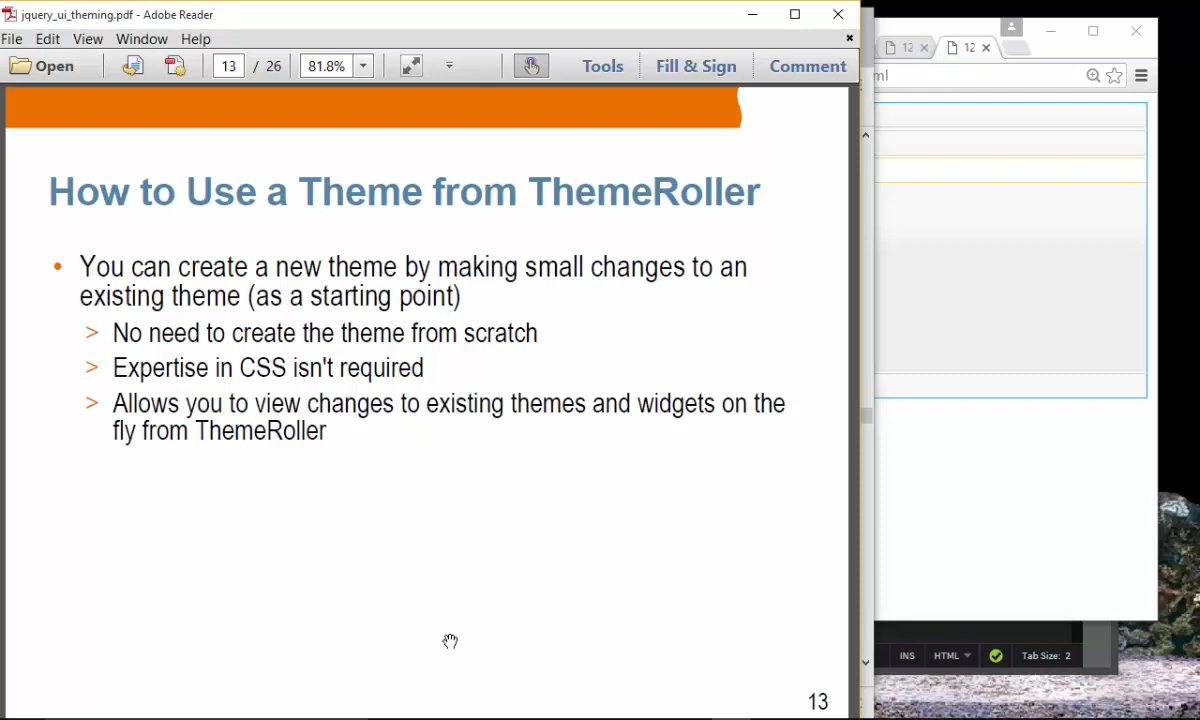 jquery_ui_theming.pdf - Adobe Reader
File Edit View Window Help
Open 13 / 26 81.8% Tools Fill & Sign Comment
12 12
ml
How to Use a Theme from ThemeRoller
• You can create a new theme by making small changes to an
existing theme (as a starting point)
> No need to create the theme from scratch
> Expertise in CSS isn't required
> Allows you to view changes to existing themes and widgets on the
fly from ThemeRoller
13
INS HTML Tab Size: 2